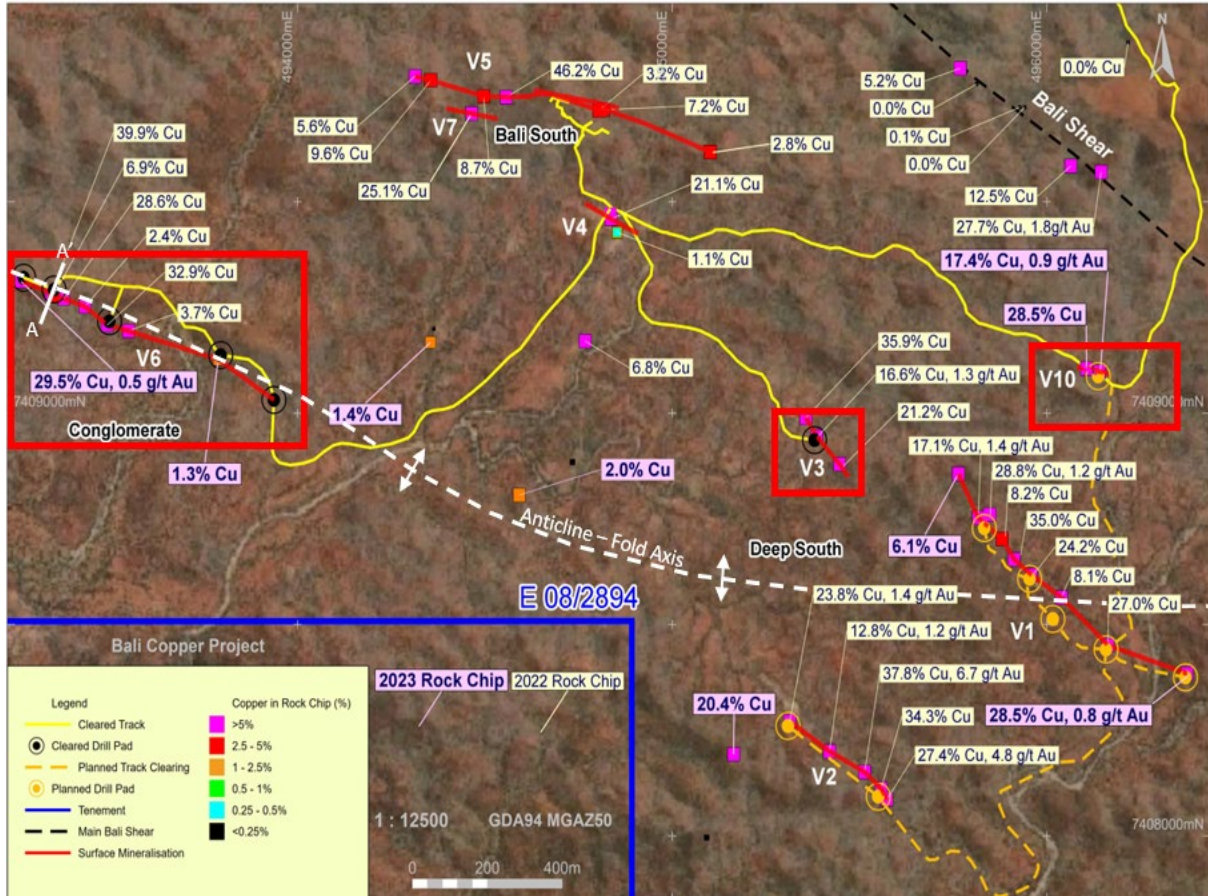 494000mE
495000mE
496000mE
N
V5
46.2% Cu
3.2% Cu
5.2% Cu
0.0% Cu
0.0% Cu
5.6% Cu
V7
Bali South
7.2% Cu
0.1% Cu
Bali Shear
39.9% Cu
9.6% Cu
8.7% Cu
2.8% Cu
0.0% Cu
6.9% Cu
25.1% Cu
21.1% Cu
12.5% Cu
28.6% Cu
V4
27.7% Cu, 1.8g/t Au
2.4% Cu
1.1% Cu
17.4% Cu, 0.9 g/t Au
A'
32.9% Cu
28.5% Cu
A
3.7% Cu
V6
35.9% Cu
29.5% Cu, 0.5 g/t Au
6.8% Cu
16.6% Cu, 1.3 g/t Au
V10
7409000mN
1.4% Cu
21.2% Cu
7409000mN
Conglomerate
V3
17.1% Cu, 1.4 g/t Au
1.3% Cu
2.0% Cu
28.8% Cu, 1.2 g/t Au
8.2% Cu
35.0% Cu
Anticline – Fold Axis
Deep South
6.1% Cu
24.2% Cu
8.1% Cu
E 08/2894
23.8% Cu, 1.4 g/t Au
27.0% Cu
V1
12.8% Cu, 1.2 g/t Au
37.8% Cu, 6.7 g/t Au
20.4% Cu
34.3% Cu
28.5% Cu, 0.8 g/t Au
27.4% Cu, 4.8 g/t Au
V2
7408000mN
Bali Copper Project
2023 Rock Chip
2022 Rock Chip
Legend
Cleared Track
Cleared Drill Pad
Planned Track Clearing
Planned Drill Pad
Tenement
Main Bali Shear
Surface Mineralisation
Copper in Rock Chip (%)
>5%
2.5 - 5%
1 - 2.5%
0.5 - 1%
0.25 - 0.5%
<0.25%
1 : 12500
GDA94 MGAZ50
0 200 400m